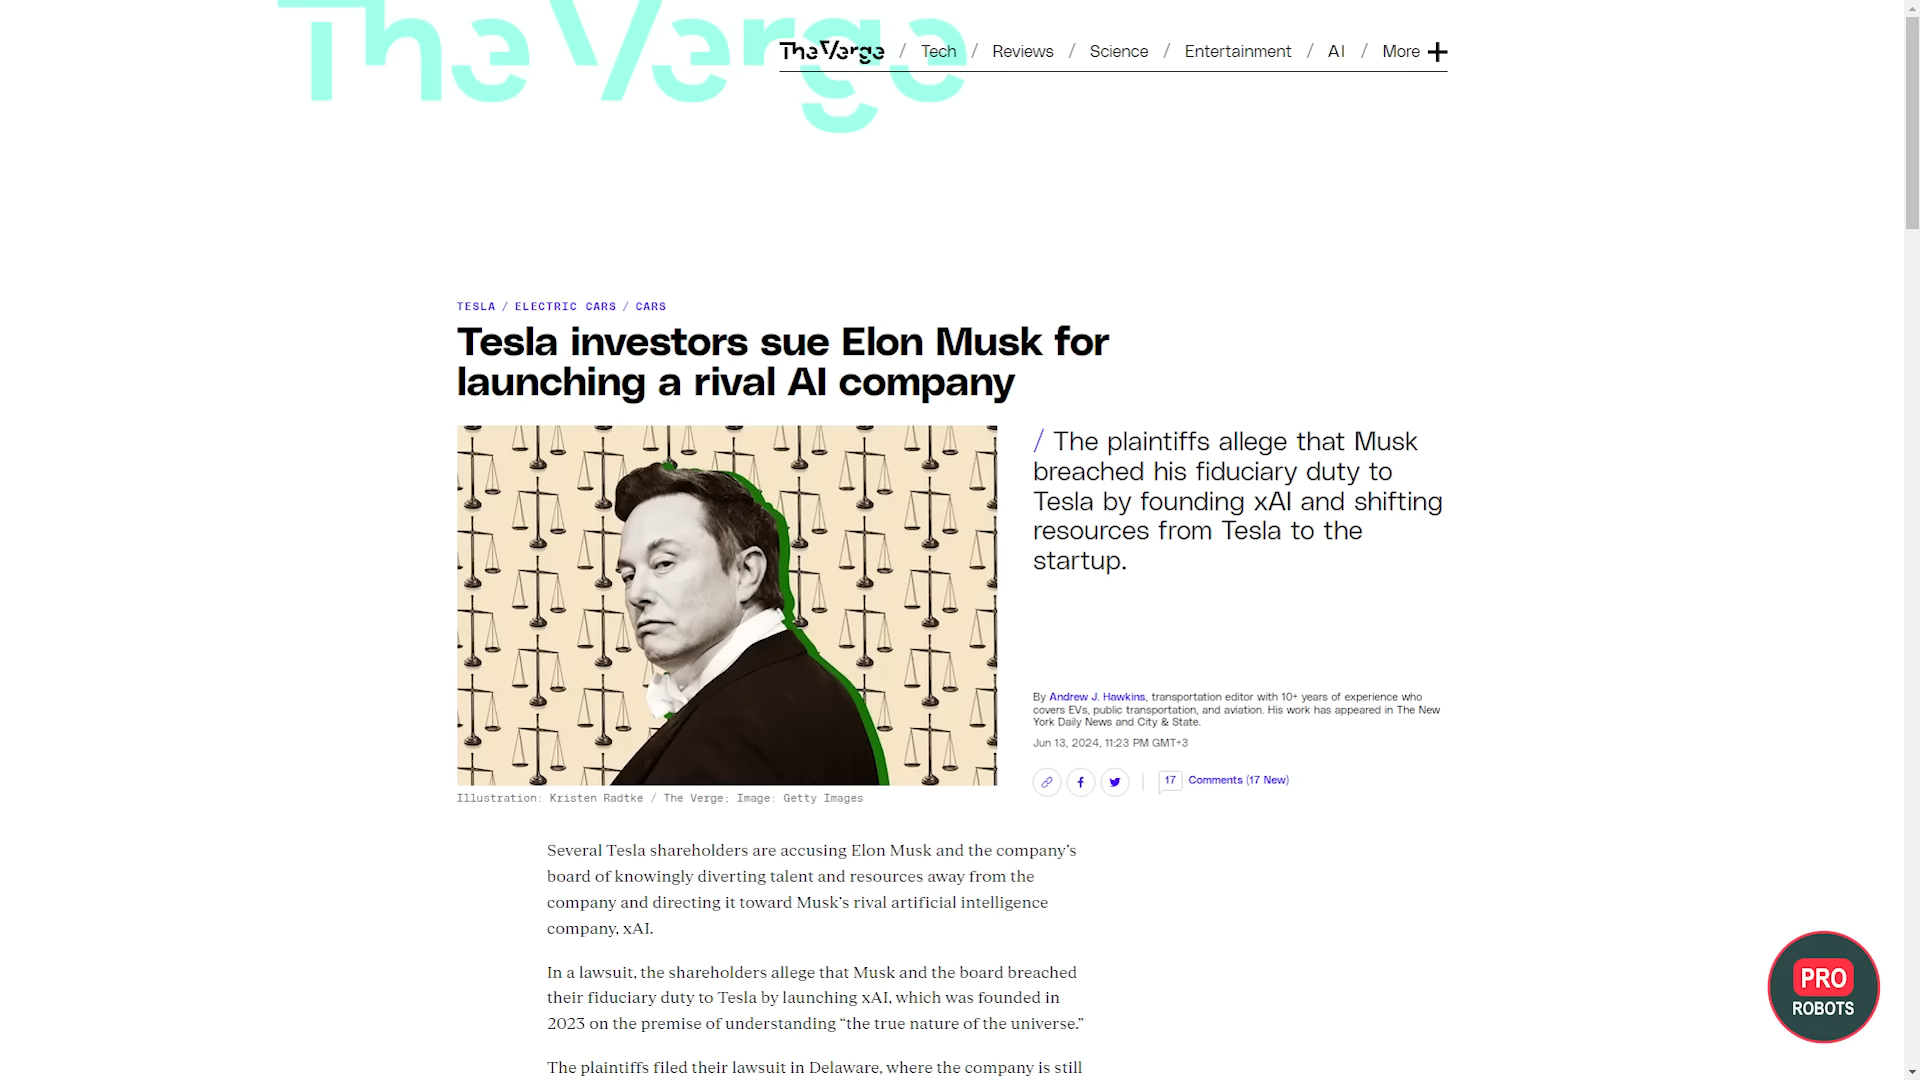 The Verge
The Verge / Tech / Reviews / Science / Entertainment / AI / More
TESLA / ELECTRIC CARS / CARS
Tesla investors sue Elon Musk for
launching a rival AI company
/ The plaintiffs allege that Musk
breached his fiduciary duty to
Tesla by founding xAI and shifting
resources from Tesla to the
startup.
By Andrew J. Hawkins, transportation editor with 10+ years of experience who
covers EVs, public transportation, and aviation. His work has appeared in The New
York Daily News and City & State.
Jun 13, 2024, 11:23 PM GMT+3
17 Comments (17 New)
Illustration: Kristen Radtke / The Verge; Image: Getty Images
Several Tesla shareholders are accusing Elon Musk and the company’s
board of knowingly diverting talent and resources away from the
company and directing it toward Musk’s rival artificial intelligence
company, xAI.
In a lawsuit, the shareholders allege that Musk and the board breached
their fiduciary duty to Tesla by launching xAI, which was founded in
2023 on the premise of understanding “the true nature of the universe.”
The plaintiffs filed their lawsuit in Delaware, where the company is still
PRO
ROBOTS